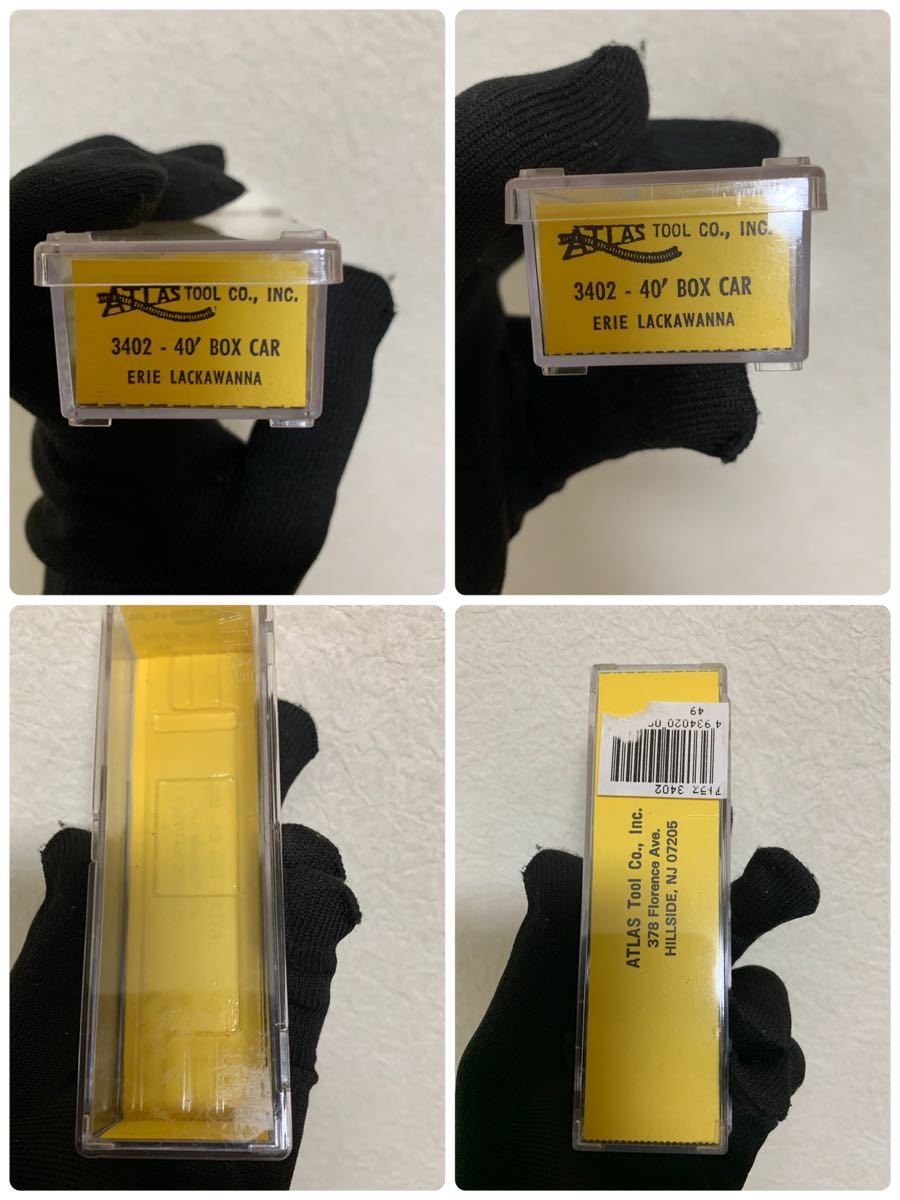 ATLAS TOOL CO., INC.
3402 - 40' BOX CAR
ERIE LACKAWANNA
ATLAS TOOL CO., INC.
3402 - 40' BOX CAR
ERIE LACKAWANNA
アトラス 3402
4 934020 0
49
ATLAS Tool Co., Inc.
378 Florence Ave.
HILLSIDE, NJ 07205